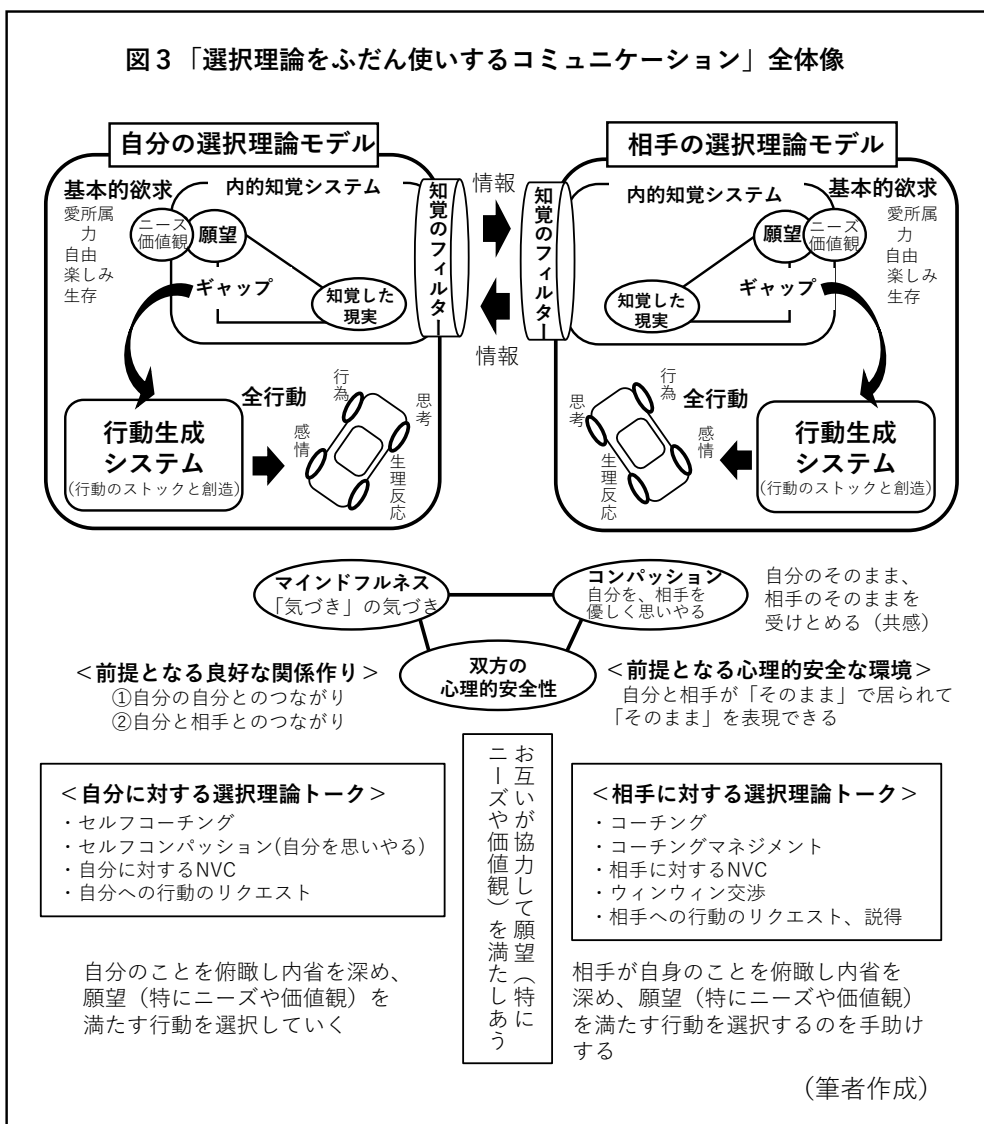 図３「選択理論をふだん使いするコミュニケーション」全体像
自分の選択理論モデル
基本的欲求
愛所属
力
自由
楽しみ
生存
内的知覚システム
ニーズ
価値観
願望
ギャップ
知覚した
現実
知覚のフィルター
行動生成
システム
(行動のストックと創造)
全行動
行為
思考
感情
生理反応
情報
情報
相手の選択理論モデル
知覚のフィルター
内的知覚システム
基本的欲求
愛所属
力
自由
楽しみ
生存
願望
ニーズ
価値観
ギャップ
知覚した
現実
全行動
行為
思考
感情
生理反応
行動生成
システム
(行動のストックと創造)
マインドフルネス
「気づき」の気づき
コンパッション
自分を、相手を
優しく思いやる
自分のそのまま、
相手のそのままを
受けとめる（共感）
双方の
心理的安全性
＜前提となる良好な関係作り＞
①自分の自分とのつながり
②自分と相手とのつながり
＜前提となる心理的安全な環境＞
自分と相手が「そのまま」で居られて
「そのまま」を表現できる
＜自分に対する選択理論トーク＞
・セルフコーチング
・セルフコンパッション(自分を思いやる)
・自分に対するNVC
・自分への行動のリクエスト
お互いが協力して願望（特に
ニーズや価値観）を満たしあう
＜相手に対する選択理論トーク＞
・コーチング
・コーチングマネジメント
・相手に対するNVC
・ウィンウィン交渉
・相手への行動のリクエスト、説得
自分のことを俯瞰し内省を深め、
願望（特にニーズや価値観）を
満たす行動を選択していく
相手が自身のことを俯瞰し内省を
深め、願望（特にニーズや価値観）
を満たす行動を選択するのを手助け
する
（筆者作成）